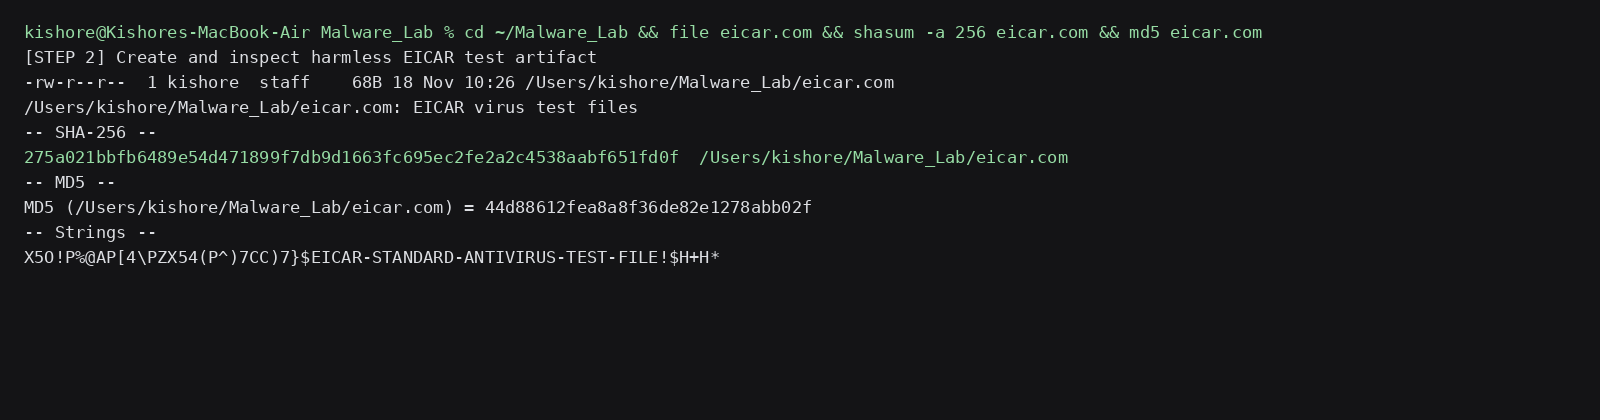 kishore@Kishores-MacBook-Air Malware_Lab % cd ~/Malware_Lab && file eicar.com && shasum -a 256 eicar.com && md5 eicar.com
[STEP 2] Create and inspect harmless EICAR test artifact
-rw-r--r--  1 kishore  staff    68B 18 Nov 10:26 /Users/kishore/Malware_Lab/eicar.com
/Users/kishore/Malware_Lab/eicar.com: EICAR virus test files
-- SHA-256 --
275a021bbfb6489e54d471899f7db9d1663fc695ec2fe2a2c4538aabf651fd0f  /Users/kishore/Malware_Lab/eicar.com
-- MD5 --
MD5 (/Users/kishore/Malware_Lab/eicar.com) = 44d88612fea8a8f36de82e1278abb02f
-- Strings --
X5O!P%@AP[4\PZX54(P^)7CC)7}$EICAR-STANDARD-ANTIVIRUS-TEST-FILE!$H+H*